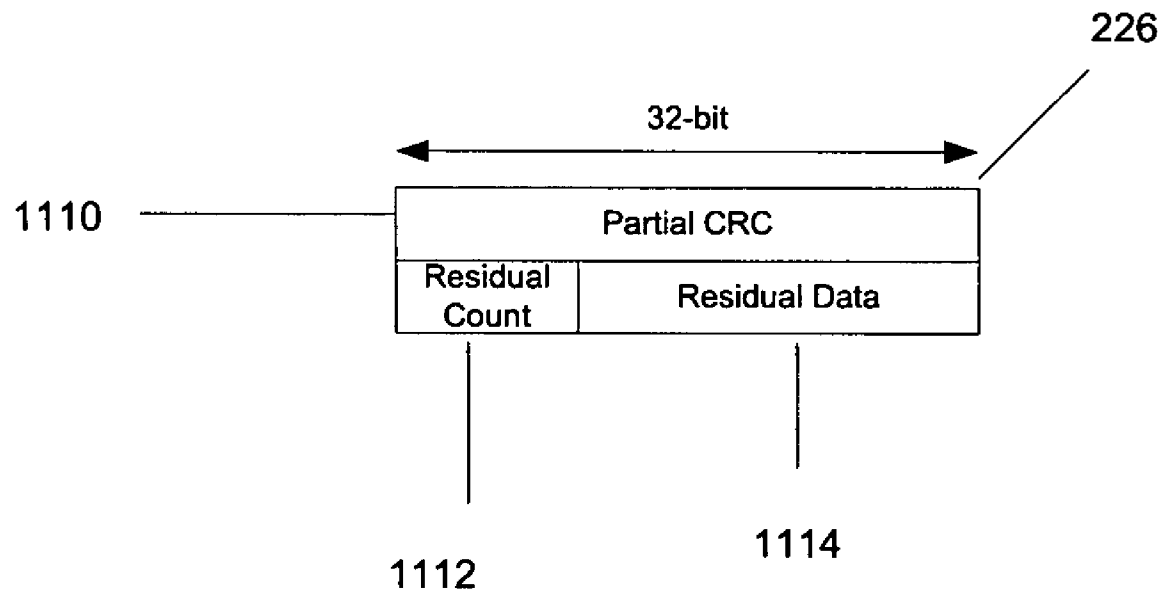 226
32-bit
1110
Partial CRC
Residual
Count
Residual Data
1112
1114